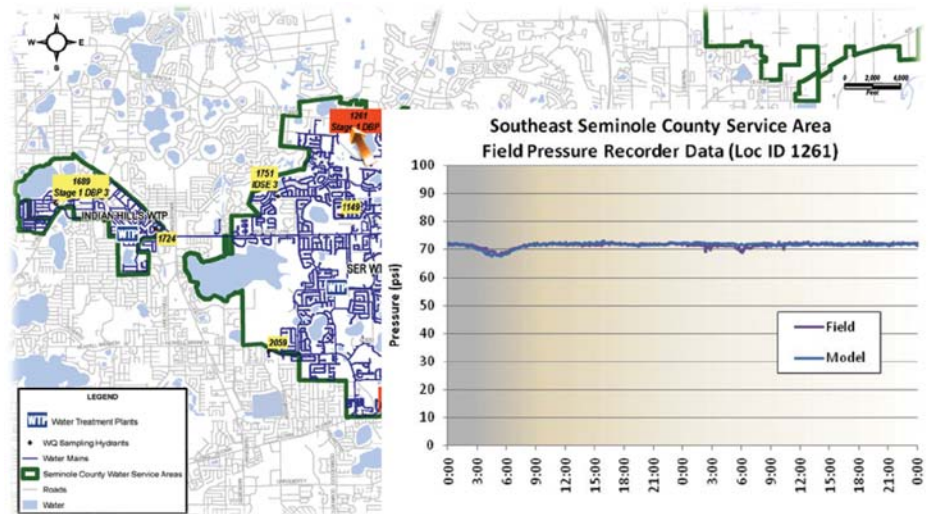 N
W
E
S
0
2,000
4,000
Feet
1261
Stage 1 DBP
1689
Stage 1 DBP 3
1751
IDSE 3
1149
INDIAN HILLS WTP
WTP
1724
SER W
WTP
2059
LEGEND
WTP Water Treatment Plants
WQ Sampling Hydrants
Water Mains
Seminole County Water Service Areas
Roads
Water
Southeast Seminole County Service Area
Field Pressure Recorder Data (Loc ID 1261)
Pressure (psi)
100
90
80
70
60
50
40
30
20
10
0
Field
Model
0:00
3:00
6:00
9:00
12:00
15:00
18:00
21:00
0:00
3:00
6:00
9:00
12:00
15:00
18:00
21:00
0:00